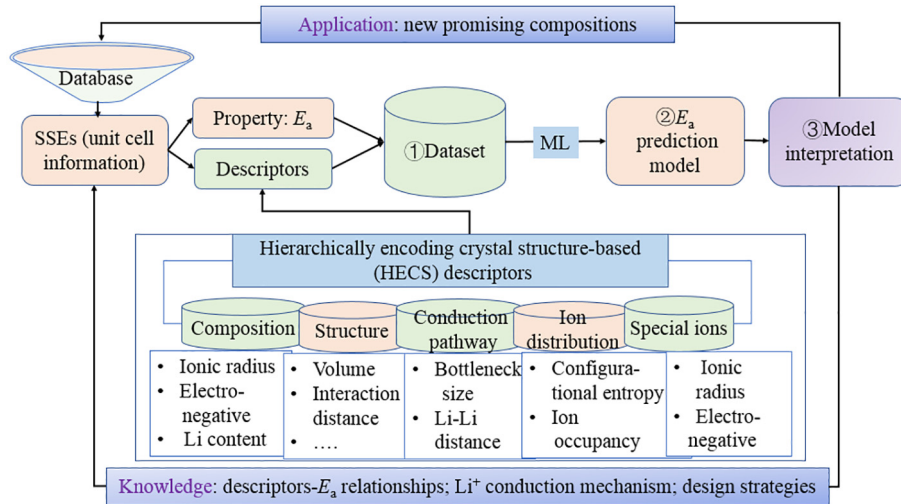 Application: new promising compositions
Database
SSEs (unit cell
information)
Property: Ea
Descriptors
①Dataset
ML
②Ea
prediction
model
③Model
interpretation
Hierarchically encoding crystal structure-based
(HECS) descriptors
Composition
Structure
Conduction
pathway
Ion
distribution
Special ions
• Ionic radius
• Electro-
negative
• Li content
• Volume
• Interaction
distance
• ....
• Bottleneck
size
• Li-Li
distance
• Configura-
tional entropy
• Ion
occupancy
• Ionic
radius
• Electro-
negative
Knowledge: descriptors-Ea relationships; Li⁺ conduction mechanism; design strategies